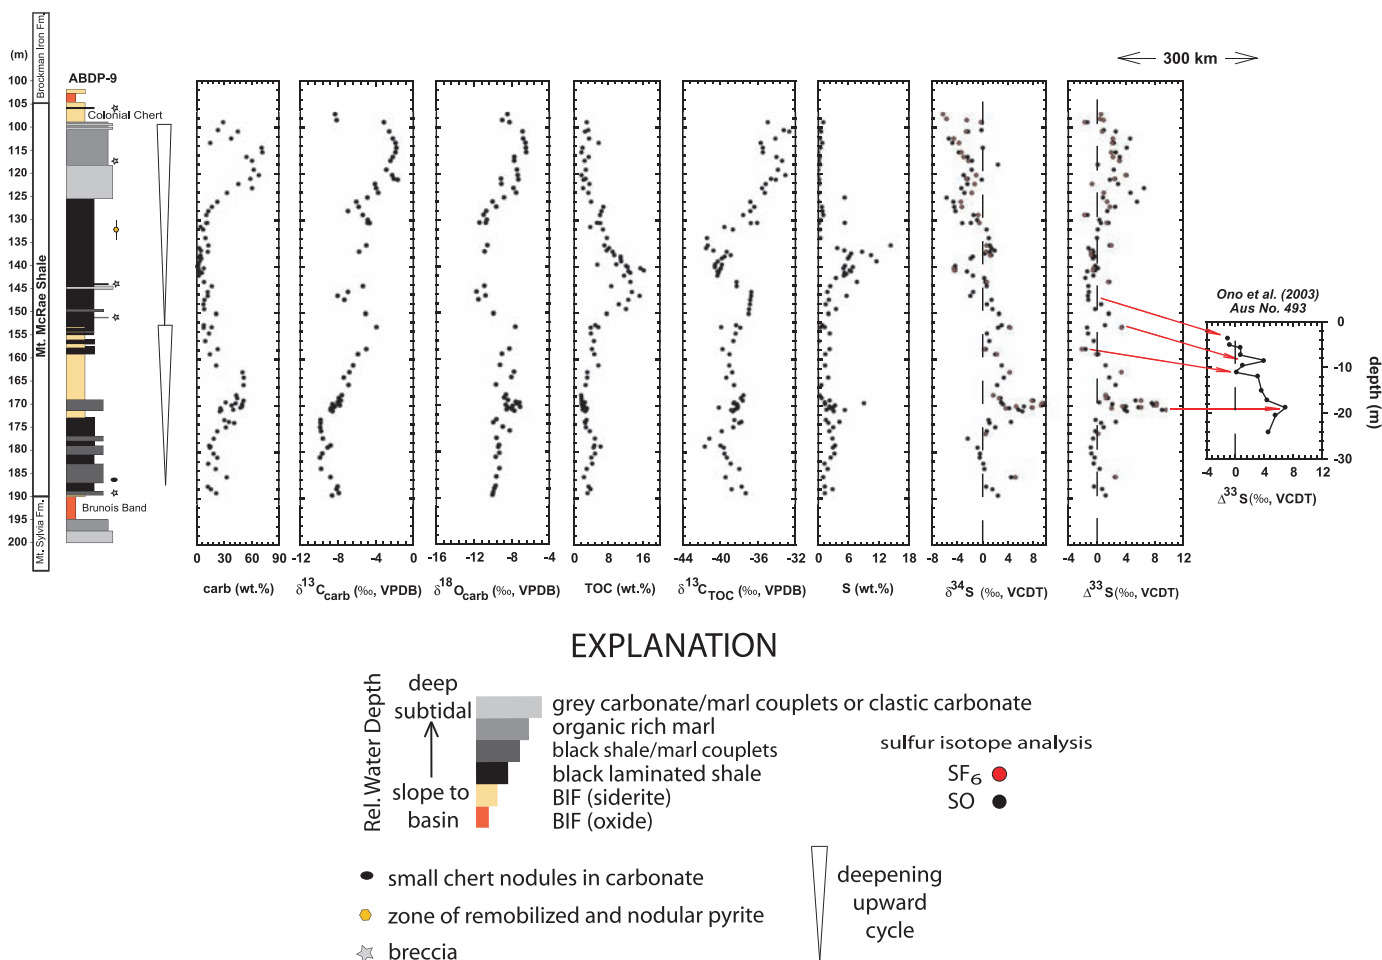 Brockman Iron Fm.
Mt. McRae Shale
Mt. Sylvia Fm.
(m)
ABDP-9
100
105
100
115
120
125
130
135
140
145
150
155
160
165
170
175
180
185
190
195
200
Colonial Chert
Brunois Band
300 km
0 30 60 90
carb (wt.%)
-12 -8 -4 0
δ13Ccarb (‰, VPDB)
-16 -12 -8 -4
δ18Ocarb (‰, VPDB)
0 8 16
TOC (wt.%)
-44 -40 -36 -32
δ13CTOC (‰, VPDB)
0 6 12 18
S (wt.%)
-8 -4 0 4 8 10
δ34S (‰, VCDT)
-4 0 4 8 12
Δ33S(‰, VCDT)
Ono et al. (2003)
Aus No. 493
0
-10
-20
-30
depth (m)
-4 0 4 8 12
Δ33S(‰, VCDT)
EXPLANATION
Rel. Water Depth
deep
subtidal
slope to
basin
grey carbonate/marl couplets or clastic carbonate
organic rich marl
black shale/marl couplets
black laminated shale
BIF (siderite)
BIF (oxide)
sulfur isotope analysis
SF6
SO
small chert nodules in carbonate
zone of remobilized and nodular pyrite
breccia
deepening
upward
cycle